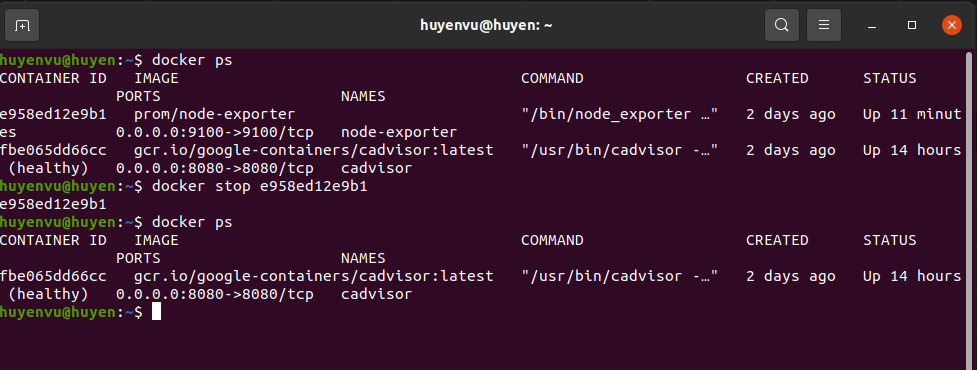 huyenvu@huyen: ~
huyenvu@huyen:~$ docker ps
CONTAINER ID   IMAGE                                      COMMAND                  CREATED      STATUS
             PORTS                    NAMES
e958ed12e9b1   prom/node-exporter                         "/bin/node_exporter …"   2 days ago   Up 11 minut
es           0.0.0.0:9100->9100/tcp   node-exporter
fbe065dd66cc   gcr.io/google-containers/cadvisor:latest   "/usr/bin/cadvisor -…"   2 days ago   Up 14 hours
 (healthy)   0.0.0.0:8080->8080/tcp   cadvisor
huyenvu@huyen:~$ docker stop e958ed12e9b1
e958ed12e9b1
huyenvu@huyen:~$ docker ps
CONTAINER ID   IMAGE                                      COMMAND                  CREATED      STATUS
             PORTS                    NAMES
fbe065dd66cc   gcr.io/google-containers/cadvisor:latest   "/usr/bin/cadvisor -…"   2 days ago   Up 14 hours
 (healthy)   0.0.0.0:8080->8080/tcp   cadvisor
huyenvu@huyen:~$